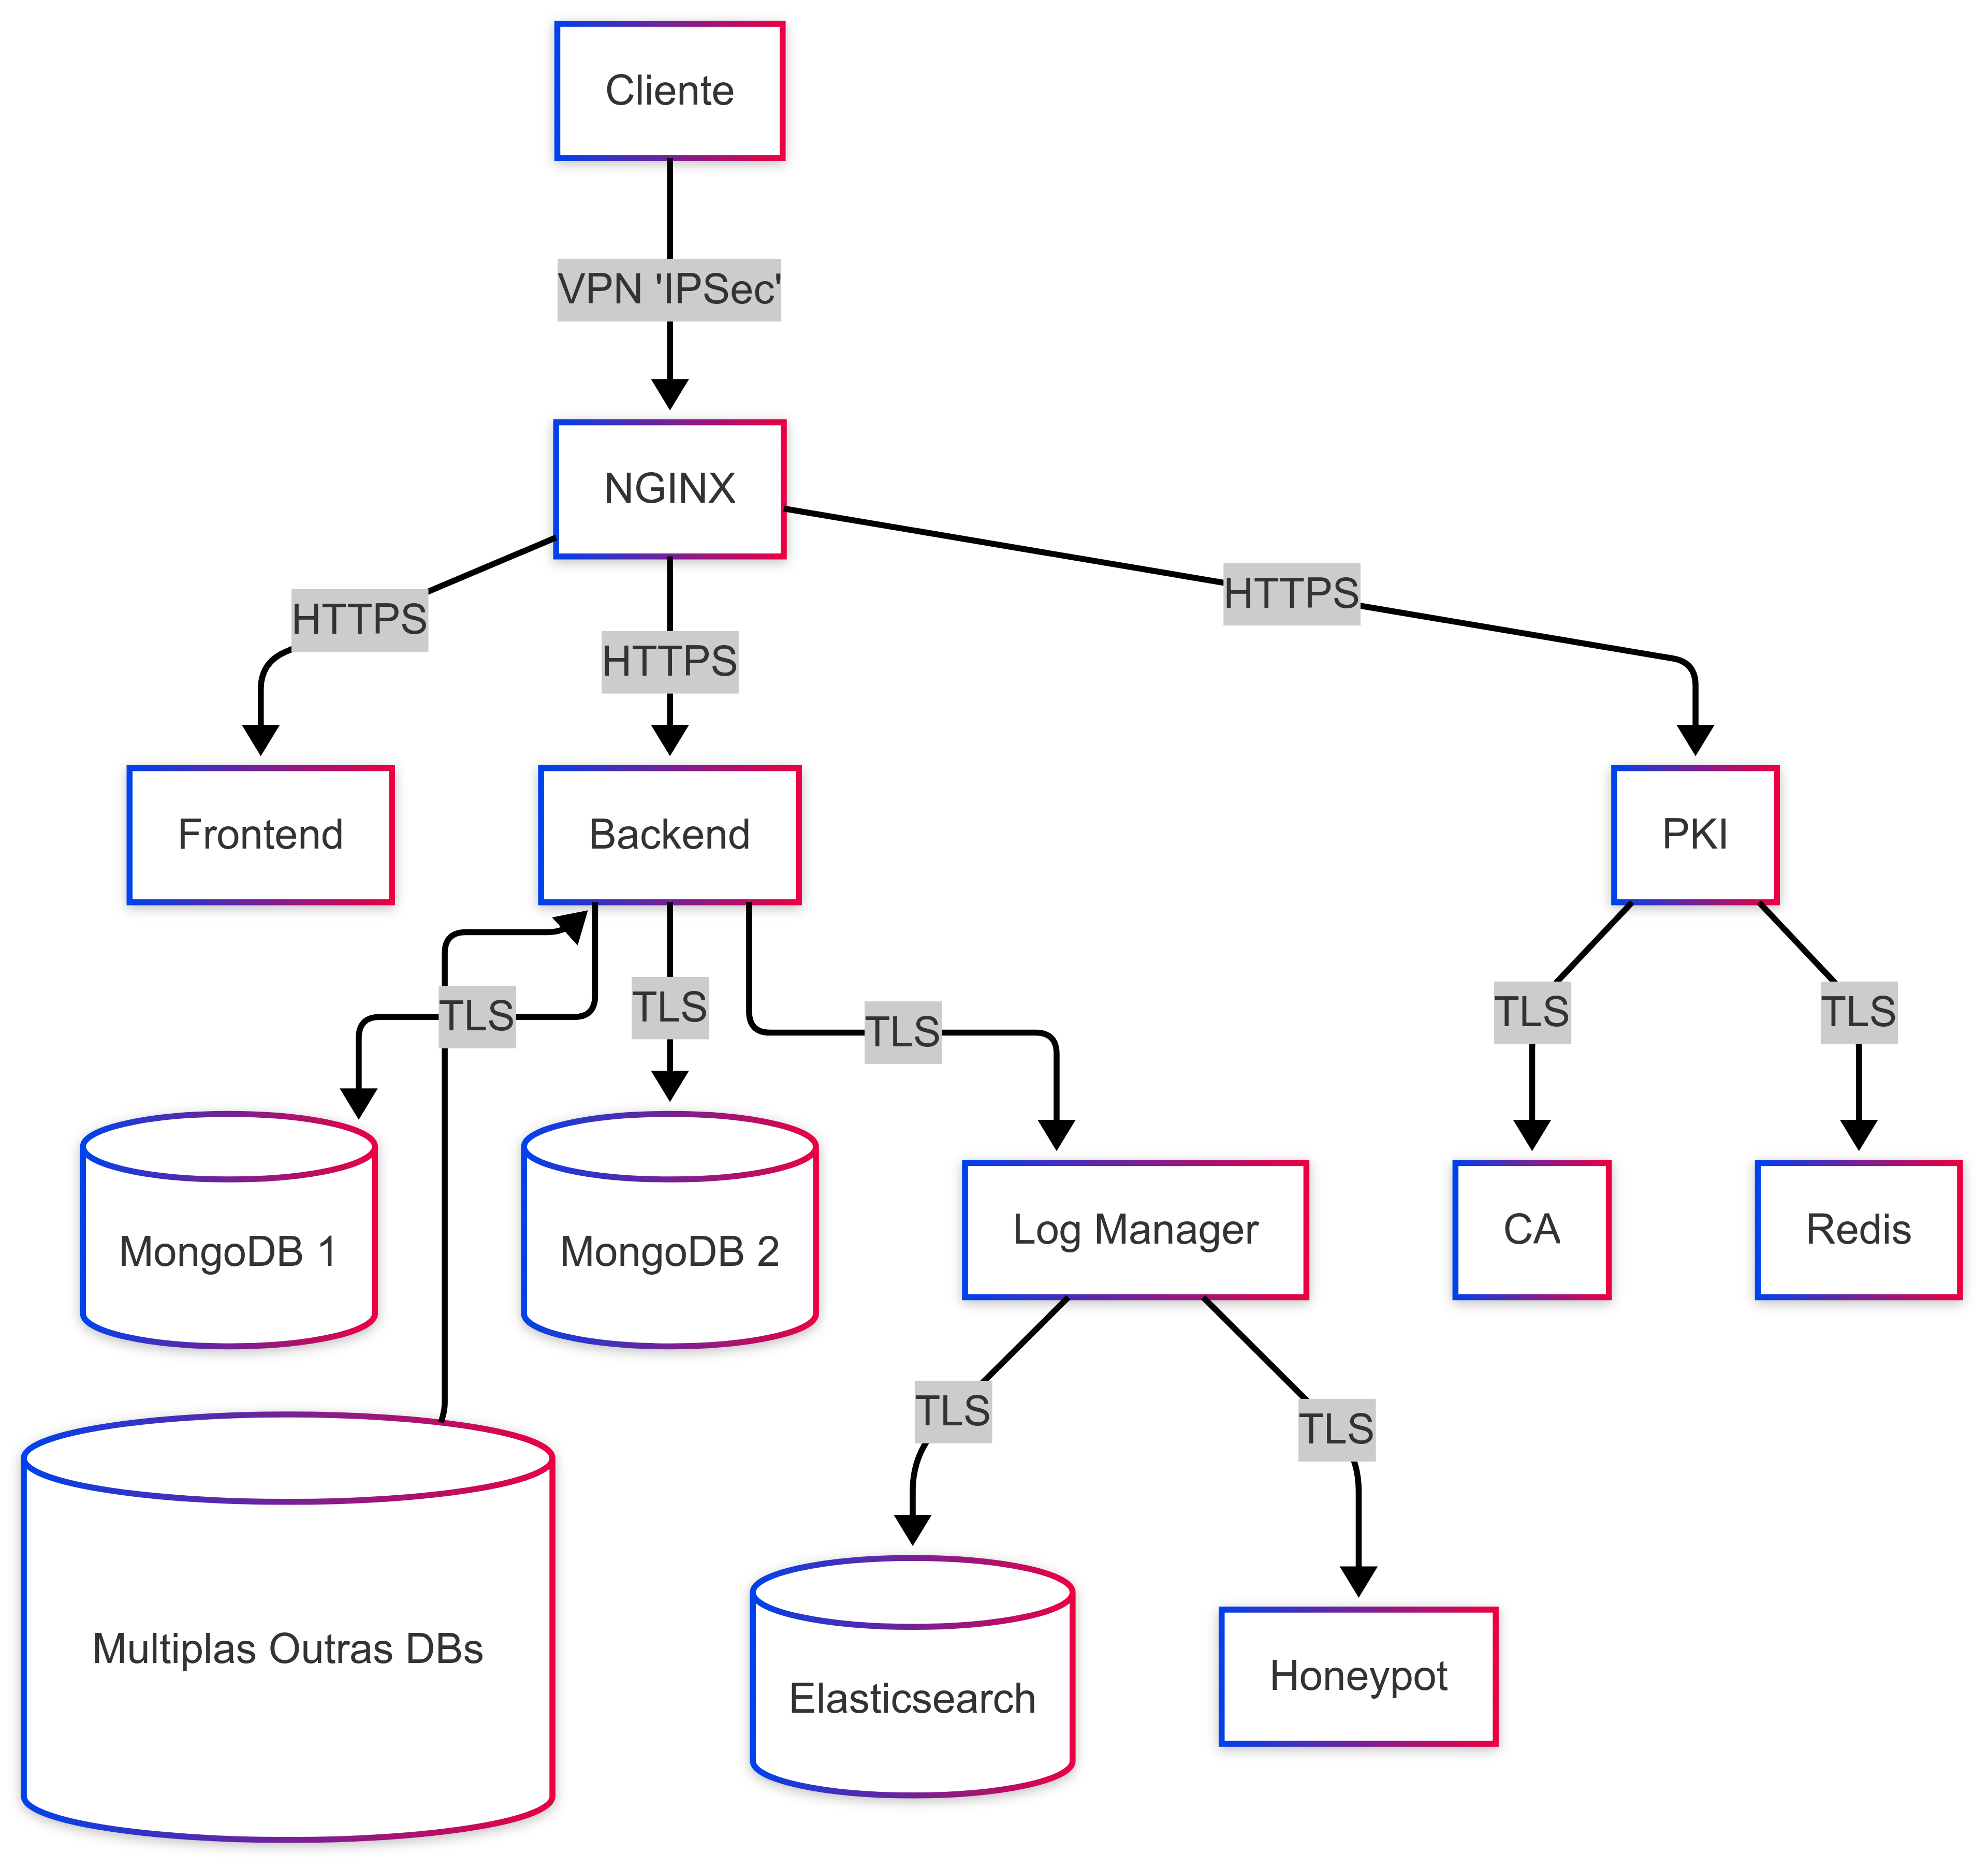 Cliente
VPN 'IPSec'
NGINX
HTTPS
HTTPS
HTTPS
Frontend
Backend
PKI
TLS
TLS
TLS
TLS
TLS
MongoDB 1
MongoDB 2
Log Manager
CA
Redis
TLS
TLS
Multiplas Outras DBs
Elasticsearch
Honeypot